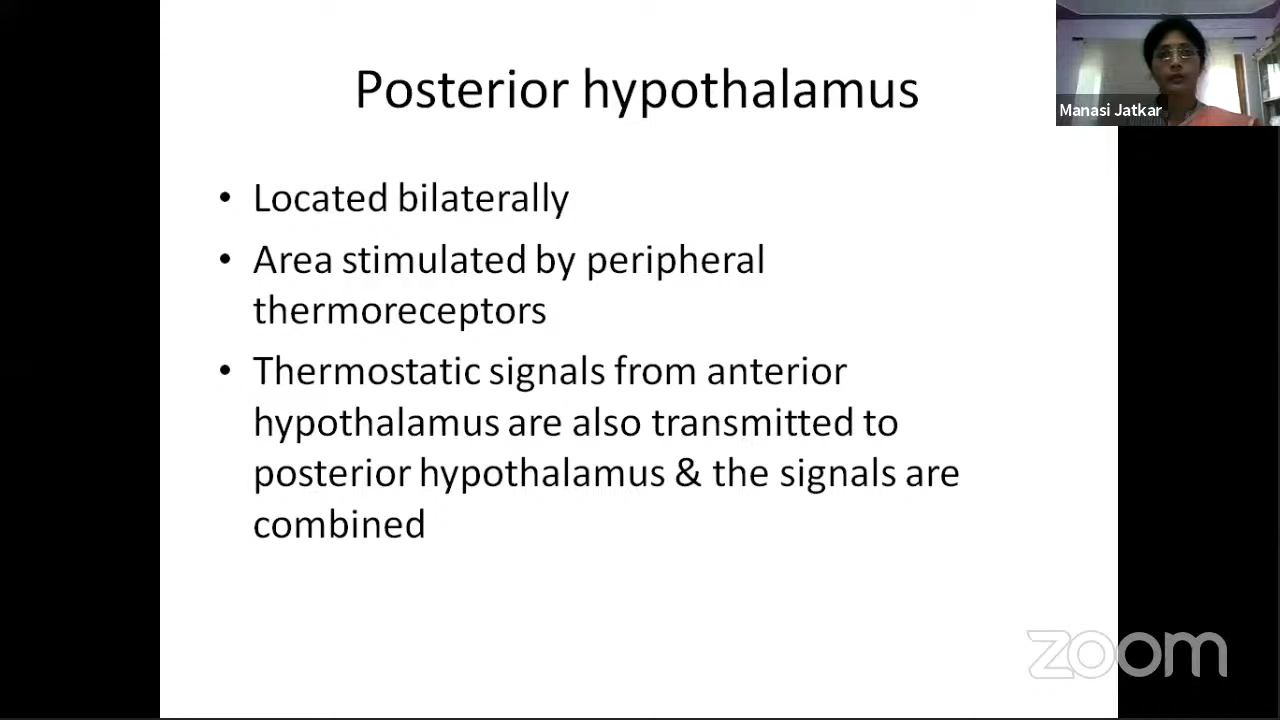 Posterior hypothalamus
Manasi Jatkar
• Located bilaterally
• Area stimulated by peripheral
thermoreceptors
• Thermostatic signals from anterior
hypothalamus are also transmitted to
posterior hypothalamus & the signals are
combined
zoom